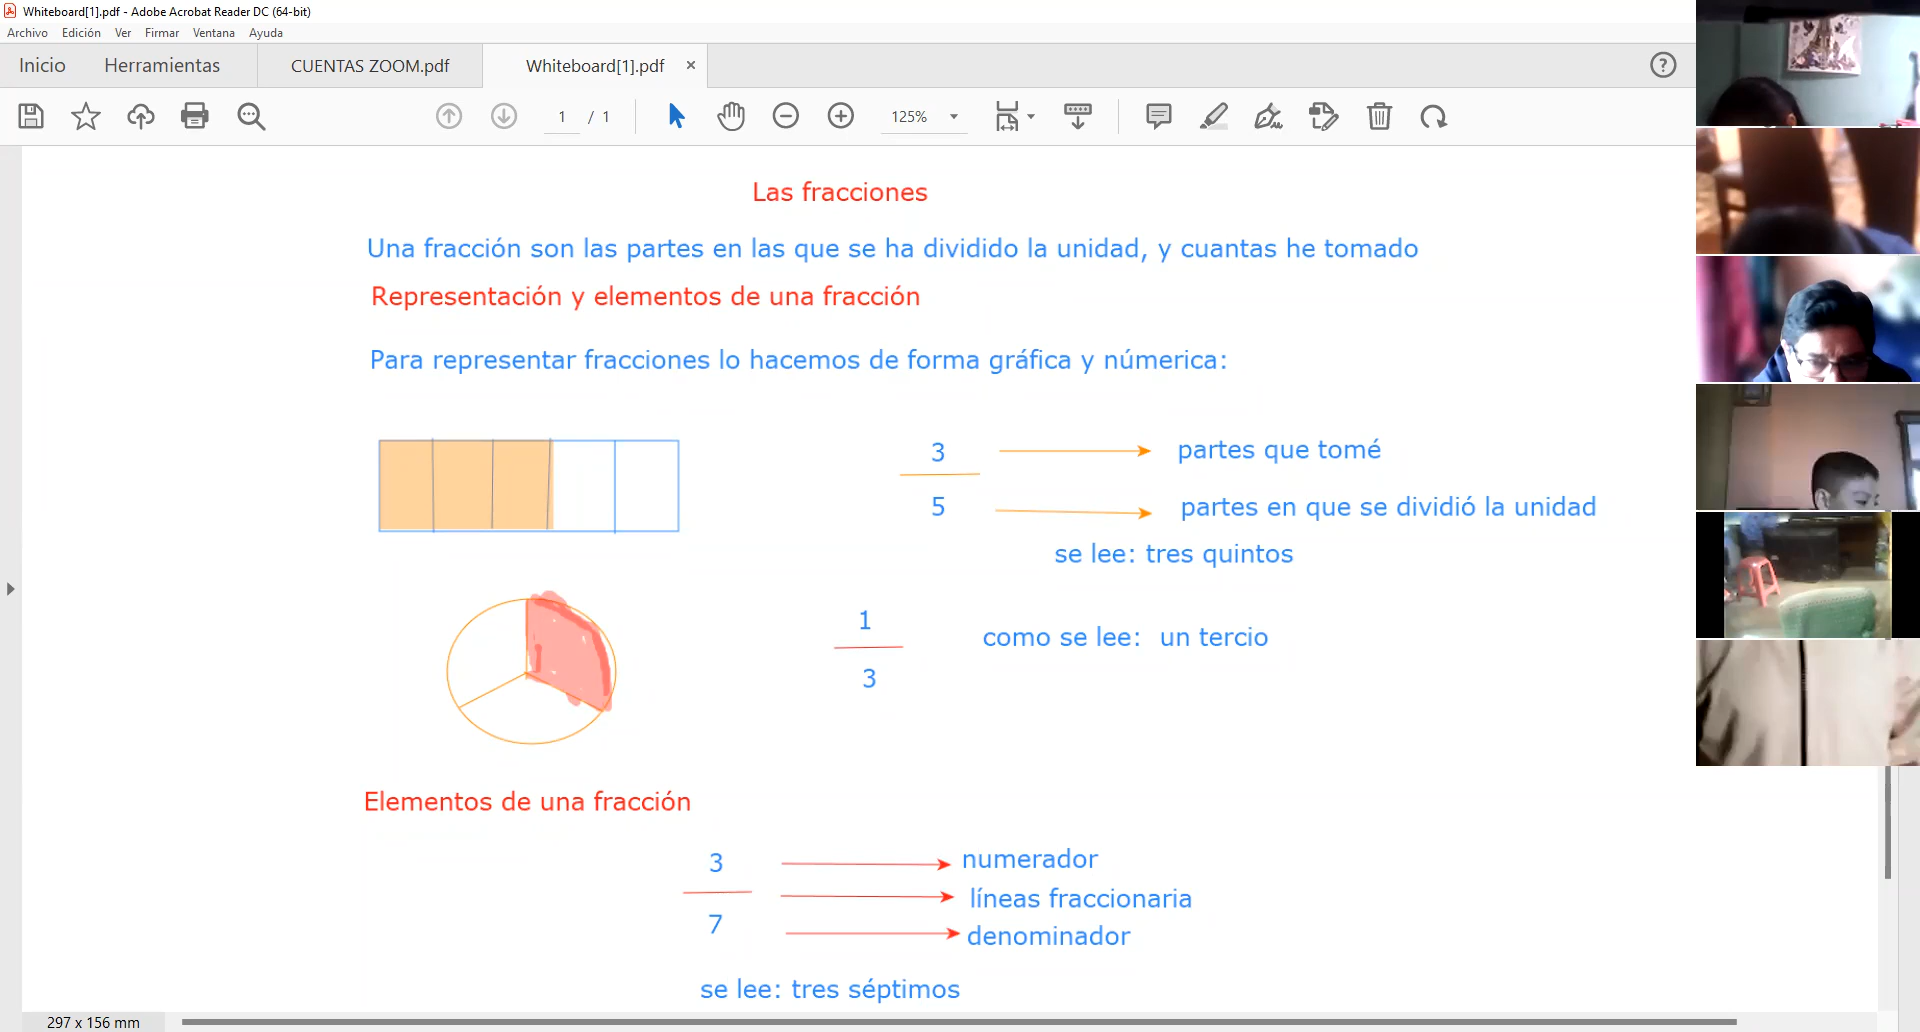 Whiteboard[1].pdf - Adobe Acrobat Reader DC (64-bit)
Archivo Edición Ver Firmar Ventana Ayuda
Inicio Herramientas CUENTAS ZOOM.pdf Whiteboard[1].pdf ×
1 / 1 125%
Las fracciones
Una fracción son las partes en las que se ha dividido la unidad, y cuantas he tomado
Representación y elementos de una fracción
Para representar fracciones lo hacemos de forma gráfica y númerica:
3 partes que tomé
5 partes en que se dividió la unidad
se lee: tres quintos
1
como se lee: un tercio
3
Elementos de una fracción
3 numerador
líneas fraccionaria
7 denominador
se lee: tres séptimos
297 x 156 mm